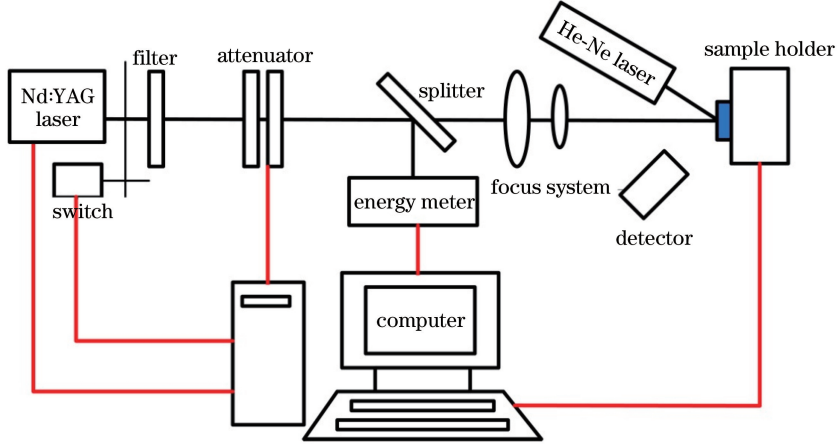 He-Ne laser
sample holder
filter
attenuator
Nd:YAG
laser
splitter
focus system
energy meter
switch
detector
computer